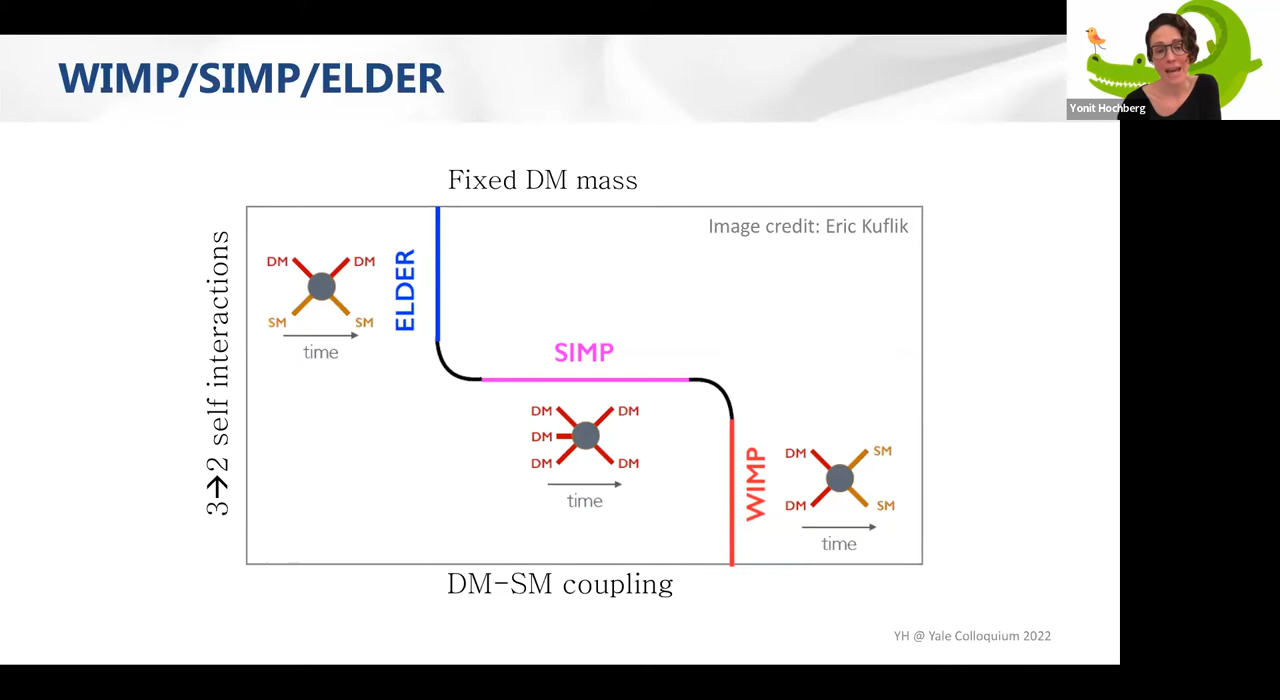 WIMP/SIMP/ELDER
Yonit Hochberg
Fixed DM mass
Image credit: Eric Kuflik
3→2 self interactions
DM DM
SM SM
time
ELDER
SIMP
DM DM
DM
DM DM
time
WIMP
DM SM
DM SM
time
DM-SM coupling
YH @ Yale Colloquium 2022